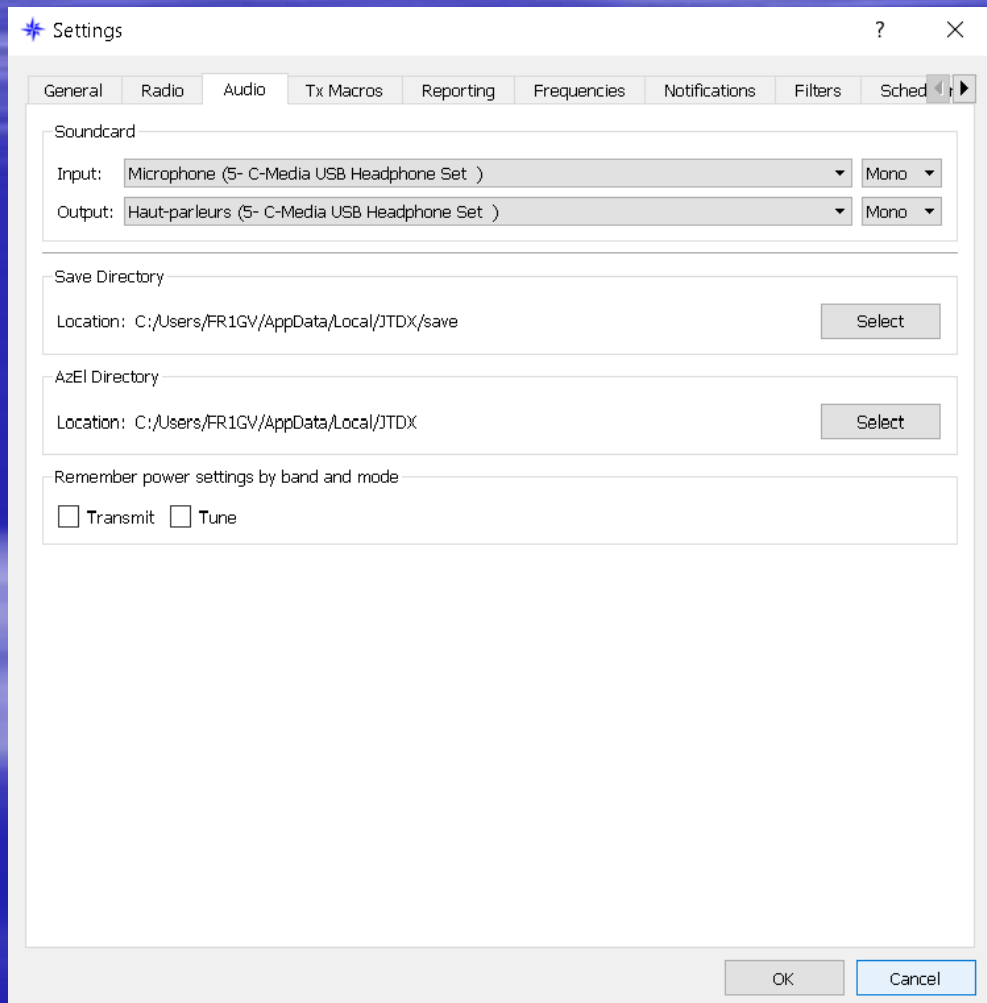 Settings
?
General Radio Audio Tx Macros Reporting Frequencies Notifications Filters
Soundcard
Input: Microphone (5- C-Media USB Headphone Set ) Mono
Output: Haut-parleurs (5- C-Media USB Headphone Set ) Mono
Save Directory
Location: C:/Users/FR1GV/AppData/Local/JTDX/save Select
AzEl Directory
Location: C:/Users/FR1GV/AppData/Local/JTDX Select
Remember power settings by band and mode
Transmit Tune
OK Cancel